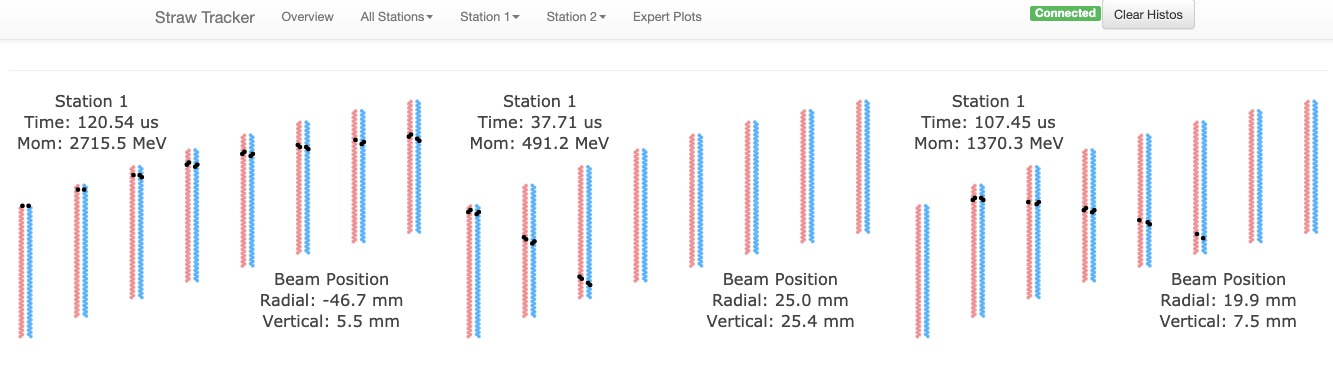 Straw Tracker Overview All Stations Station 1 Station 2 Expert Plots Connected Clear Histos
Station 1
Time: 120.54 us
Mom: 2715.5 MeV
Beam Position
Radial: -46.7 mm
Vertical: 5.5 mm
Station 1
Time: 37.71 us
Mom: 491.2 MeV
Beam Position
Radial: 25.0 mm
Vertical: 25.4 mm
Station 1
Time: 107.45 us
Mom: 1370.3 MeV
Beam Position
Radial: 19.9 mm
Vertical: 7.5 mm